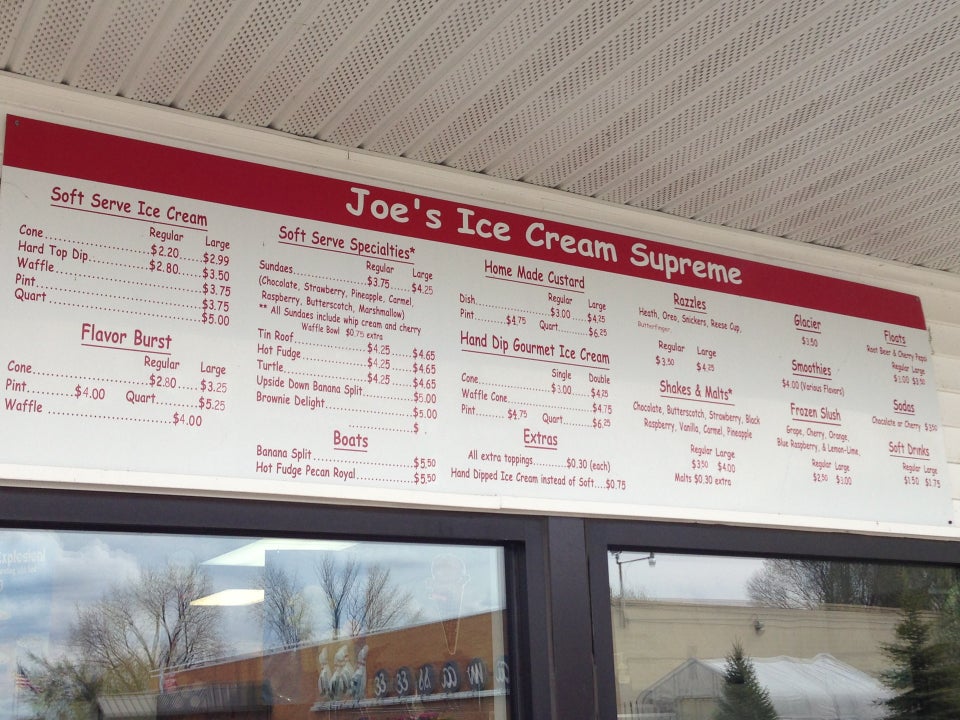 Joe's Ice Cream Supreme
Soft Serve Ice Cream
Regular Large
Cone $2.20 $2.99
Hard Top Dip $2.80 $3.50
Waffle $3.75
Pint $3.75
Quart $5.00
Flavor Burst
Regular Large
Cone $2.80 $3.25
Pint $4.00 Quart $5.25
Waffle $4.00
Soft Serve Specialties*
Regular Large
Sundaes $3.75 $4.25
(Chocolate, Strawberry, Pineapple, Carmel,
Raspberry, Butterscotch, Marshmallow)
** All Sundaes include whip cream and cherry
Waffle Bowl $0.75 extra
Tin Roof $4.25 $4.65
Hot Fudge $4.25 $4.65
Turtle $4.25 $4.65
Upside Down Banana Split $5.00
Brownie Delight $5.00
$
Boats
Banana Split $5.50
Hot Fudge Pecan Royal $5.50
Home Made Custard
Regular Large
Dish $3.00 $4.25
Pint $4.75 Quart $6.25
Hand Dip Gourmet Ice Cream
Single Double
Cone $3.00 $4.25
Waffle Cone $4.75
Pint $4.75 Quart $6.25
Extras
All extra toppings $0.30 (each)
Hand Dipped Ice Cream instead of Soft $0.75
Razzles
Heath, Oreo, Snickers, Reese Cup,
Butterfinger,
Regular Large
$3.50 $4.25
Shakes & Malts*
Chocolate, Butterscotch, Strawberry, Black
Raspberry, Vanilla, Carmel, Pineapple
Regular Large
$3.50 $4.00
Malts $0.30 extra
Glacier
$3.50
Smoothies
$4.00 (Various Flavors)
Frozen Slush
Grape, Cherry, Orange,
Blue Raspberry, & Lemon-Lime,
Regular Large
$2.50 $3.00
Floats
Root Beer & Cherry Pepsi
Regular Large
$3.00 $3.50
Sodas
Chocolate or Cherry $3.50
Soft Drinks
Regular Large
$1.50 $1.75